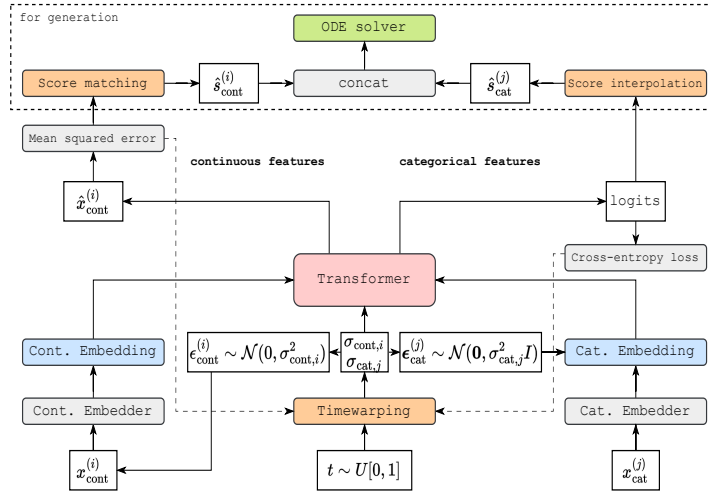 for generation
ODE solver
Score matching
$\hat{s}_{\text{cont}}^{(i)}$
concat
$\hat{s}_{\text{cat}}^{(j)}$
Score interpolation
Mean squared error
continuous features
categorical features
$\hat{x}_{\text{cont}}^{(i)}$
logits
Cross-entropy loss
Transformer
Cont. Embedding
$\epsilon_{\text{cont}}^{(i)} \sim \mathcal{N}(0, \sigma_{\text{cont},i}^{2})$
$\sigma_{\text{cont},i}$
$\sigma_{\text{cat},j}$
$\epsilon_{\text{cat}}^{(j)} \sim \mathcal{N}(\mathbf{0}, \sigma_{\text{cat},j}^{2} I)$
Cat. Embedding
Cont. Embedder
Timewarping
Cat. Embedder
$x_{\text{cont}}^{(i)}$
$t \sim U[0, 1]$
$x_{\text{cat}}^{(j)}$